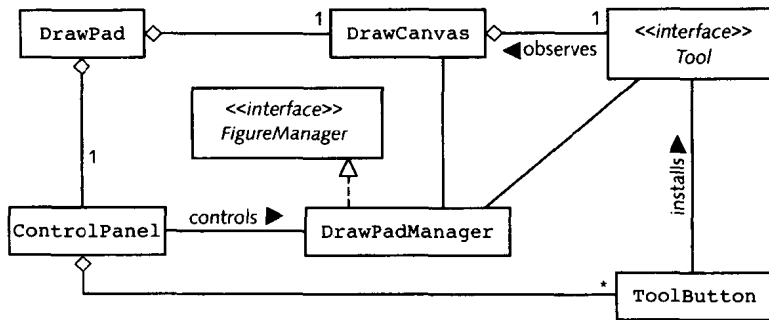 DrawPad
1
DrawCanvas
1
◀observes
<<interface>>
Tool
<<interface>>
FigureManager
1
installs ▶
ControlPanel
controls ▶
DrawPadManager
*
ToolButton